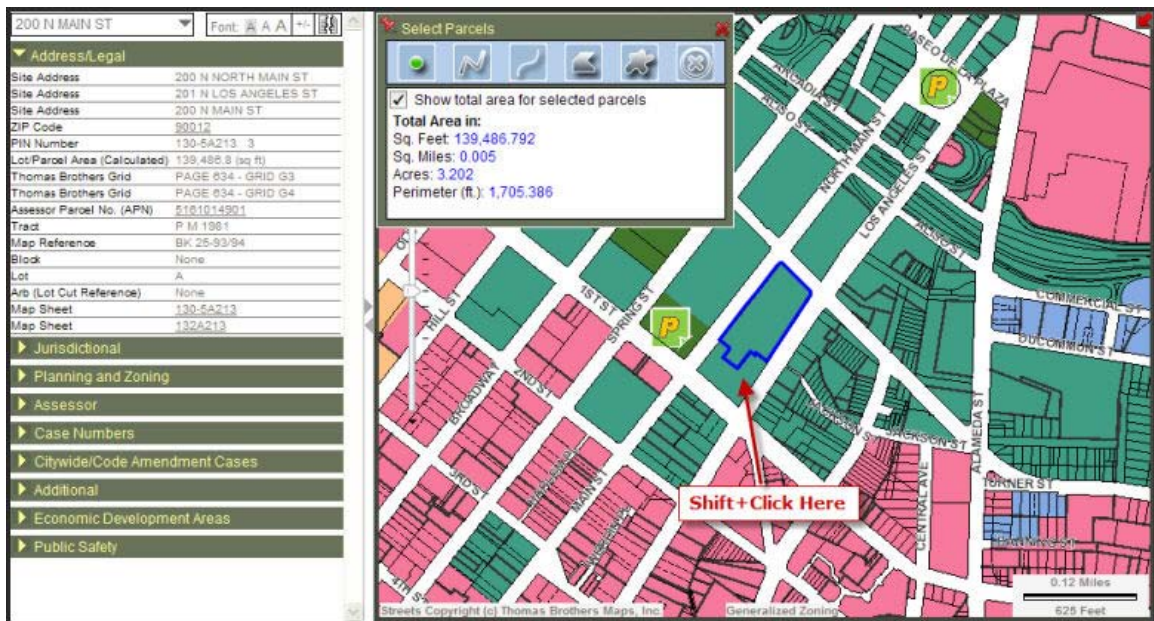 200 N MAIN ST
Font: A A A +/-
Address/Legal
Site Address 200 N NORTH MAIN ST
Site Address 201 N LOS ANGELES ST
Site Address 200 N MAIN ST
ZIP Code 90012
PIN Number 130-5A213 3
Lot/Parcel Area (Calculated) 139,486.8 (sq ft)
Thomas Brothers Grid PAGE 634 - GRID G3
Thomas Brothers Grid PAGE 634 - GRID G4
Assessor Parcel No. (APN) 5161014901
Tract P M 1981
Map Reference BK 25-93/94
Block None
Lot A
Arb (Lot Cut Reference) None
Map Sheet 130-5A213
Map Sheet 132A213
Jurisdictional
Planning and Zoning
Assessor
Case Numbers
Citywide/Code Amendment Cases
Additional
Economic Development Areas
Public Safety
Select Parcels
Show total area for selected parcels
Total Area in:
Sq. Feet: 139,486.792
Sq. Miles: 0.005
Acres: 3.202
Perimeter (ft.): 1,705.386
PASEO DE LA PLAZA
P
ARCADIA ST
ALISO ST
NORTH MAIN ST
LOS ANGELES ST
ALISO ST
COMMERCIAL ST
DUCOMMUN ST
HILL ST
1ST ST
SPRING ST
P
BROADWAY
2ND ST
JACKSON ST
JACKSON ST
ALAMEDA ST
3RD ST
MAIN ST
Shift+Click Here
CENTRAL AVE
TURNER ST
BANNING ST
4TH ST
0.12 Miles
625 Feet
Streets Copyright (c) Thomas Brothers Maps, Inc.
Generalized Zoning